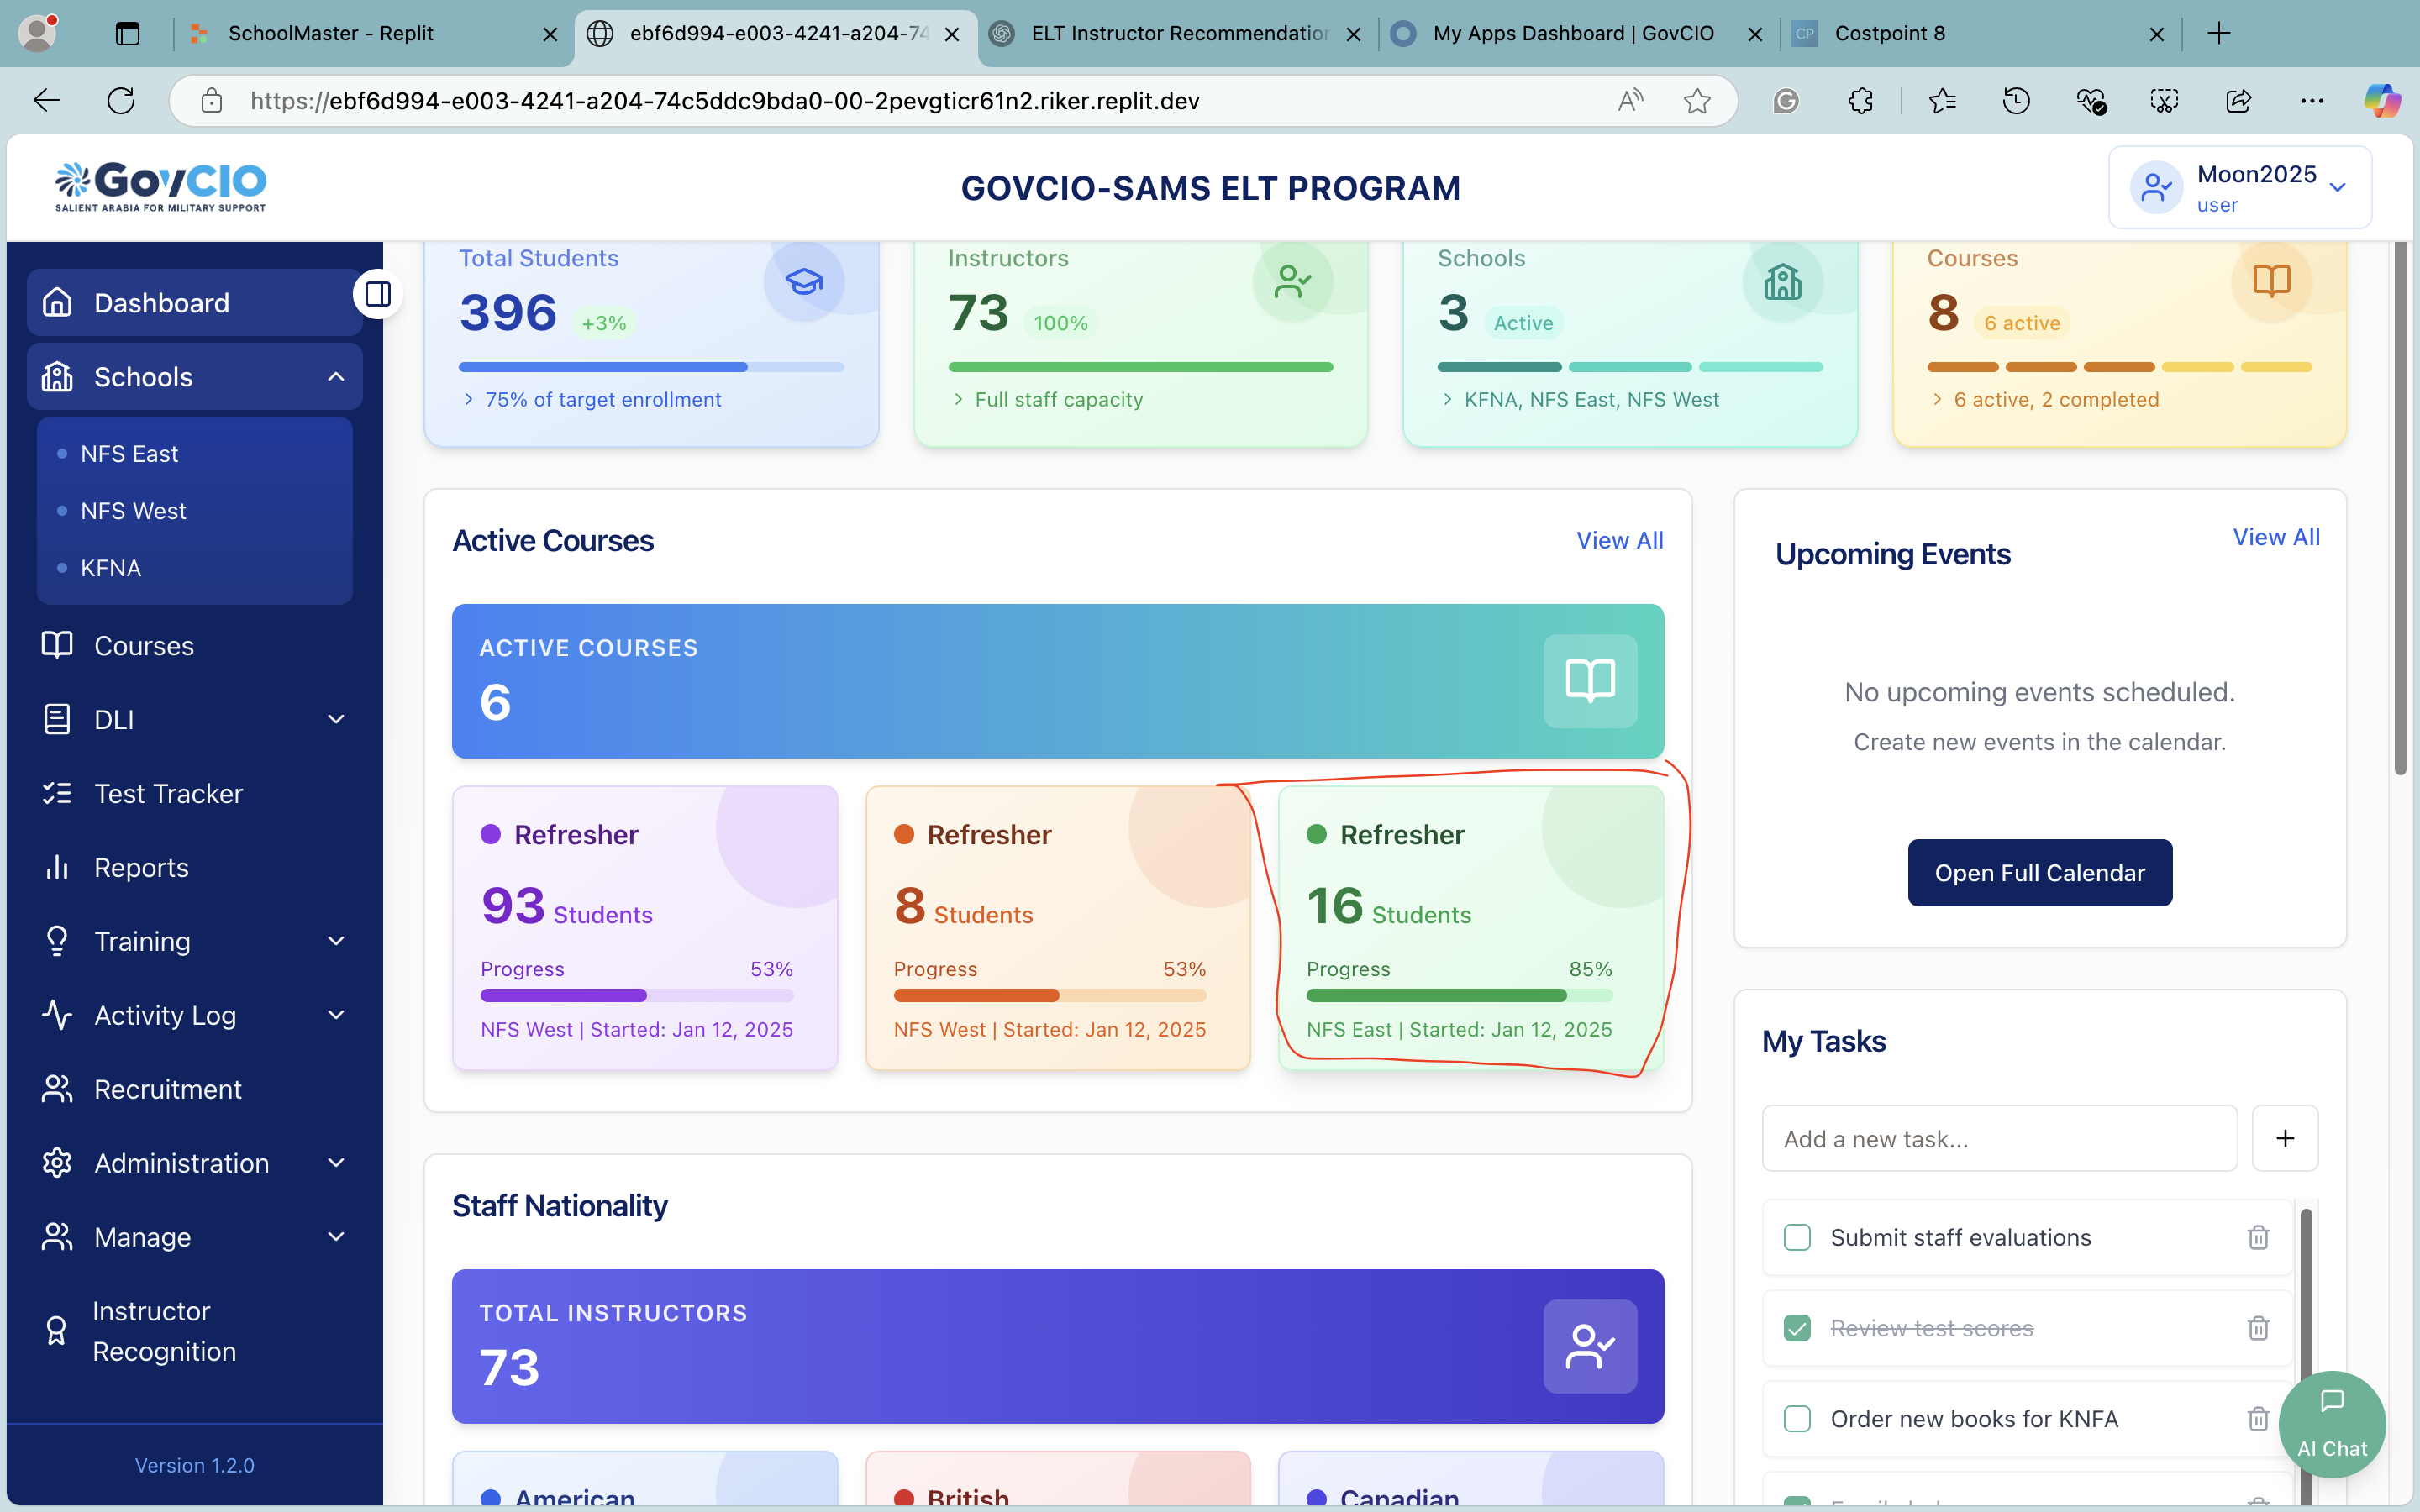 SchoolMaster - Replit
ebf6d994-e003-4241-a204-74
ELT Instructor Recommendation
My Apps Dashboard | GovCIO
CP Costpoint 8
https://ebf6d994-e003-4241-a204-74c5ddc9bda0-00-2pevgticr61n2.riker.replit.dev
GovCIO
SALIENT ARABIA FOR MILITARY SUPPORT
GOVCIO-SAMS ELT PROGRAM
Moon2025
user
Dashboard
Schools
NFS East
NFS West
KFNA
Courses
DLI
Test Tracker
Reports
Training
Activity Log
Recruitment
Administration
Manage
Instructor
Recognition
Version 1.2.0
Total Students
396 +3%
75% of target enrollment
Instructors
73 100%
Full staff capacity
Schools
3 Active
KFNA, NFS East, NFS West
Courses
8 6 active
6 active, 2 completed
Active Courses
View All
ACTIVE COURSES
6
Refresher
93 Students
Progress 53%
NFS West | Started: Jan 12, 2025
Refresher
8 Students
Progress 53%
NFS West | Started: Jan 12, 2025
Refresher
16 Students
Progress 85%
NFS East | Started: Jan 12, 2025
Staff Nationality
TOTAL INSTRUCTORS
73
American
British
Canadian
Upcoming Events
View All
No upcoming events scheduled.
Create new events in the calendar.
Open Full Calendar
My Tasks
Add a new task...
Submit staff evaluations
Review test scores
Order new books for KNFA
AI Chat